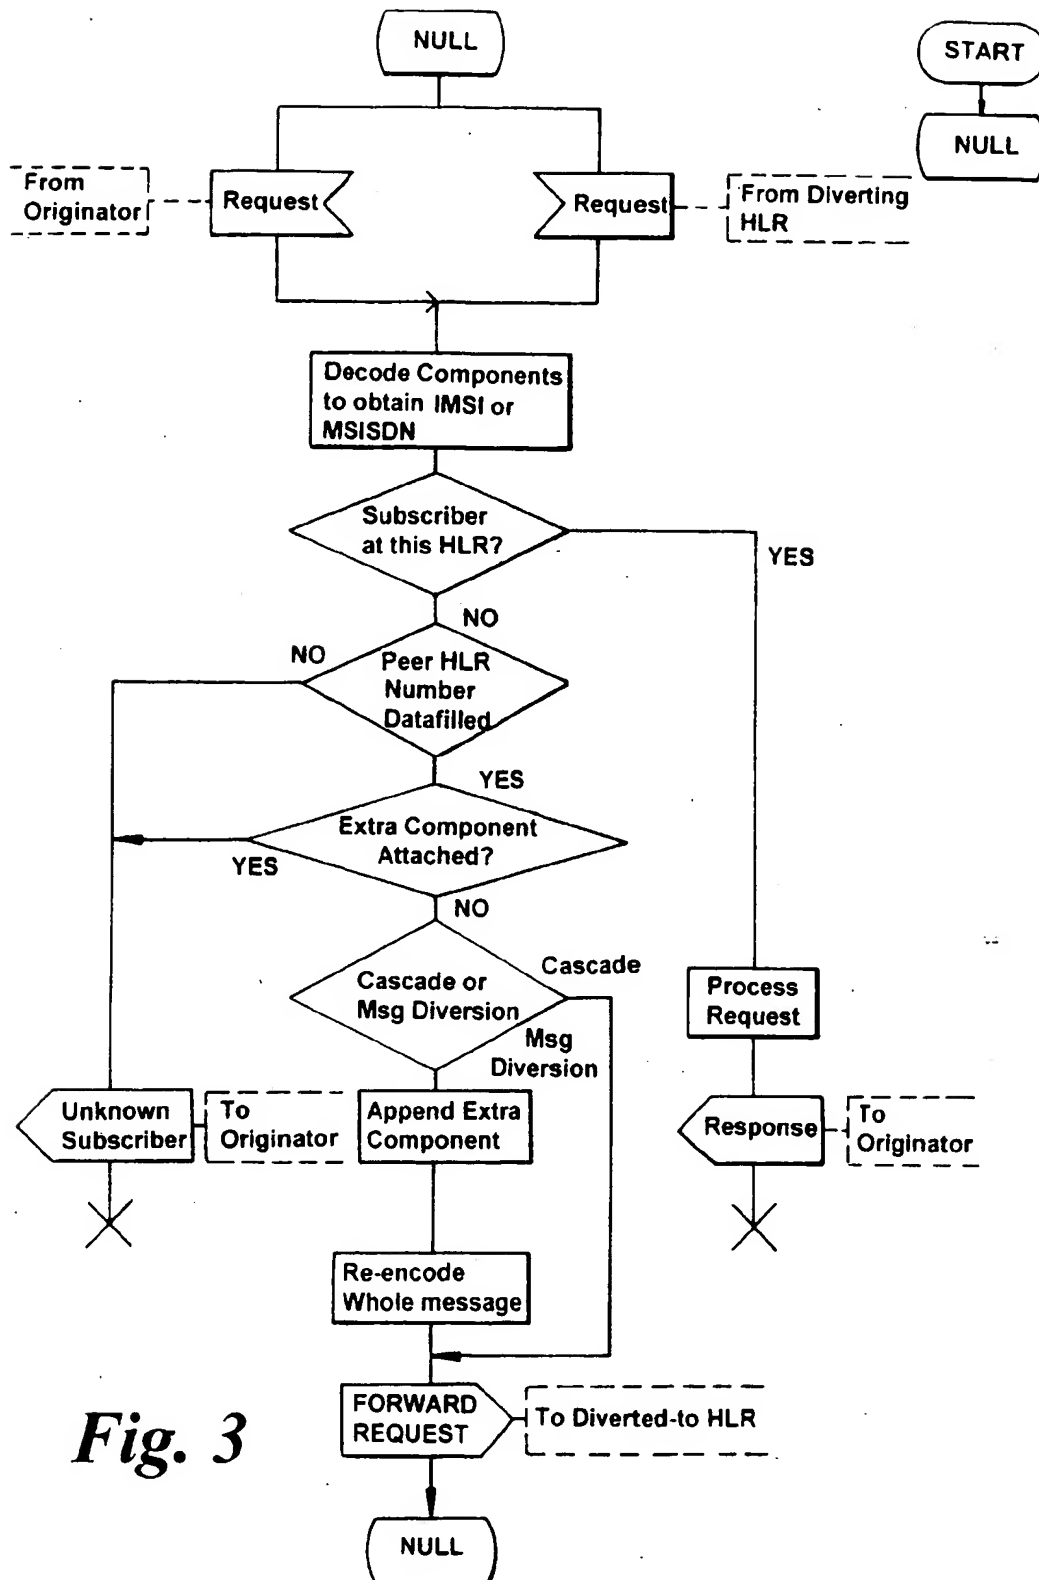 NULL
START
NULL
From
Originator
Request
Request
From Diverting
HLR
Decode Components
to obtain IMSI or
MSISDN
Subscriber
at this HLR?
YES
NO
NO
Peer HLR
Number
Datafilled
YES
Extra Component
Attached?
YES
NO
Cascade
Cascade or
Msg Diversion
Msg
Diversion
Process
Request
Unknown
Subscriber
To
Originator
Append Extra
Component
Response
To
Originator
Re-encode
Whole message
FORWARD
REQUEST
To Diverted-to HLR
Fig. 3
NULL